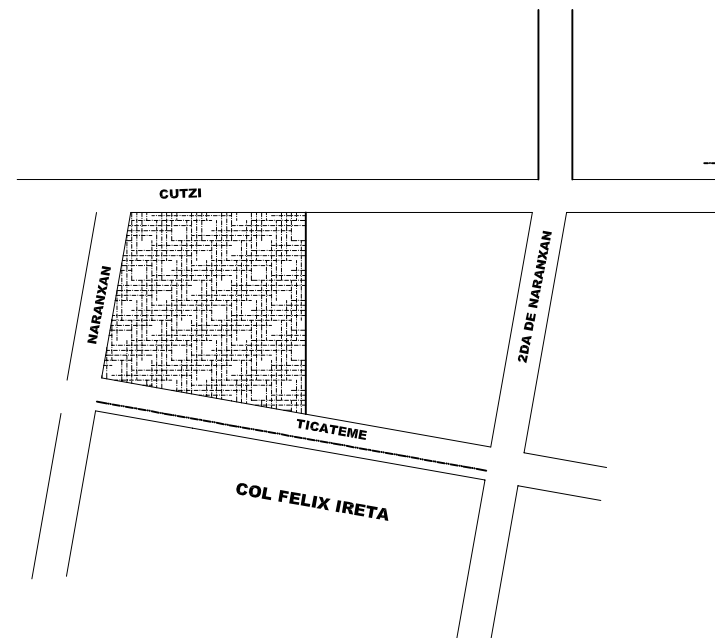 CUTZI
NARANXAN
2DA DE NARANXAN
TICATEME
COL FELIX IRETA